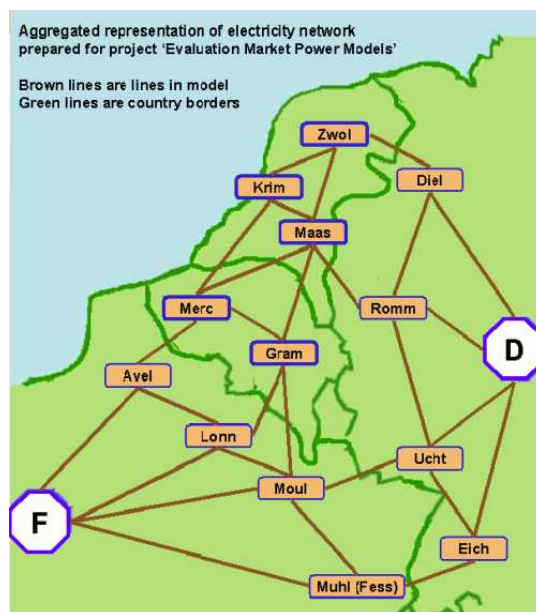 Aggregated representation of electricity network
prepared for project ‘Evaluation Market Power Models’
Brown lines are lines in model
Green lines are country borders
Zwol
Diel
Krim
Maas
Merc
Romm
Gram
D
Avel
Lonn
Ucht
Moul
F
Eich
Muhl (Fess)